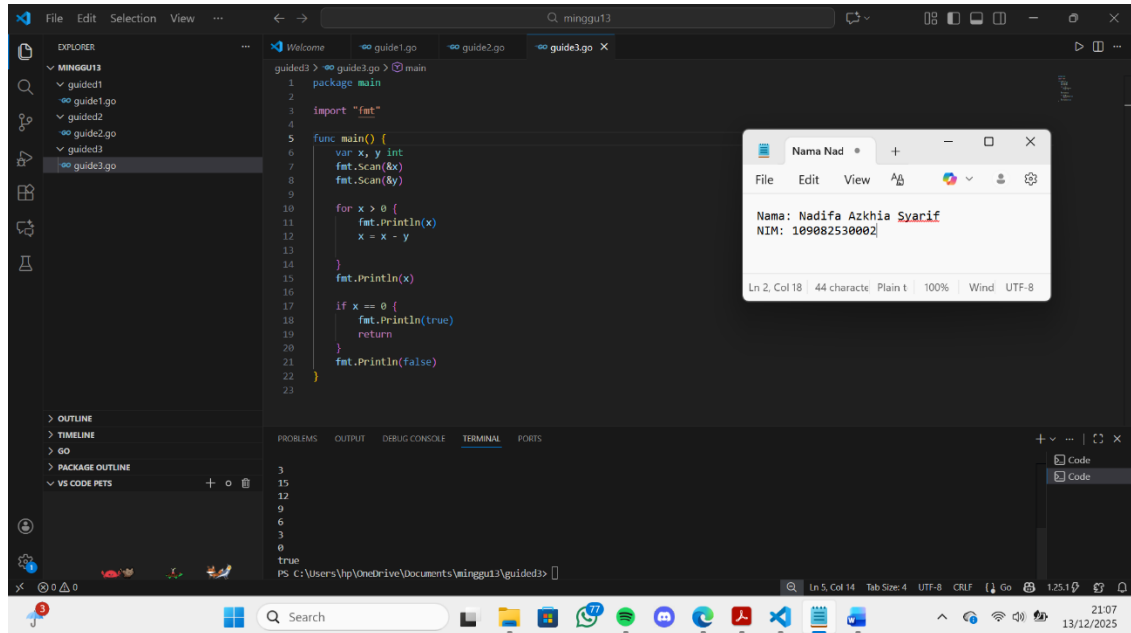 File Edit Selection View ... minggu13
EXPLORER ...
MINGGU13
guided1
guide1.go
guided2
guide2.go
guided3
guide3.go
OUTLINE
TIMELINE
GO
PACKAGE OUTLINE
VS CODE PETS
Welcome guide1.go guide2.go guide3.go
guided3 > guide3.go > main
1 package main
2
3 import "fmt"
4
5 func main() {
6 var x, y int
7 fmt.Scan(&x)
8 fmt.Scan(&y)
9
10 for x > 0 {
11 fmt.Println(x)
12 x = x - y
13
14 }
15 fmt.Println(x)
16
17 if x == 0 {
18 fmt.Println(true)
19 return
20 }
21 fmt.Println(false)
22 }
23
Nama Nad
File Edit View
Nama: Nadifa Azkhia Syarif
NIM: 109082530002
Ln 2, Col 18 44 characte Plain t 100% Wind UTF-8
PROBLEMS OUTPUT DEBUG CONSOLE TERMINAL PORTS
3
15
12
9
6
3
0
true
PS C:\Users\hp\OneDrive\Documents\minggu13\guided3>
Code
Code
0 0 Ln 5, Col 14 Tab Size: 4 UTF-8 CRLF {} Go 1.25.1
3 Search 77 21:07
13/12/2025